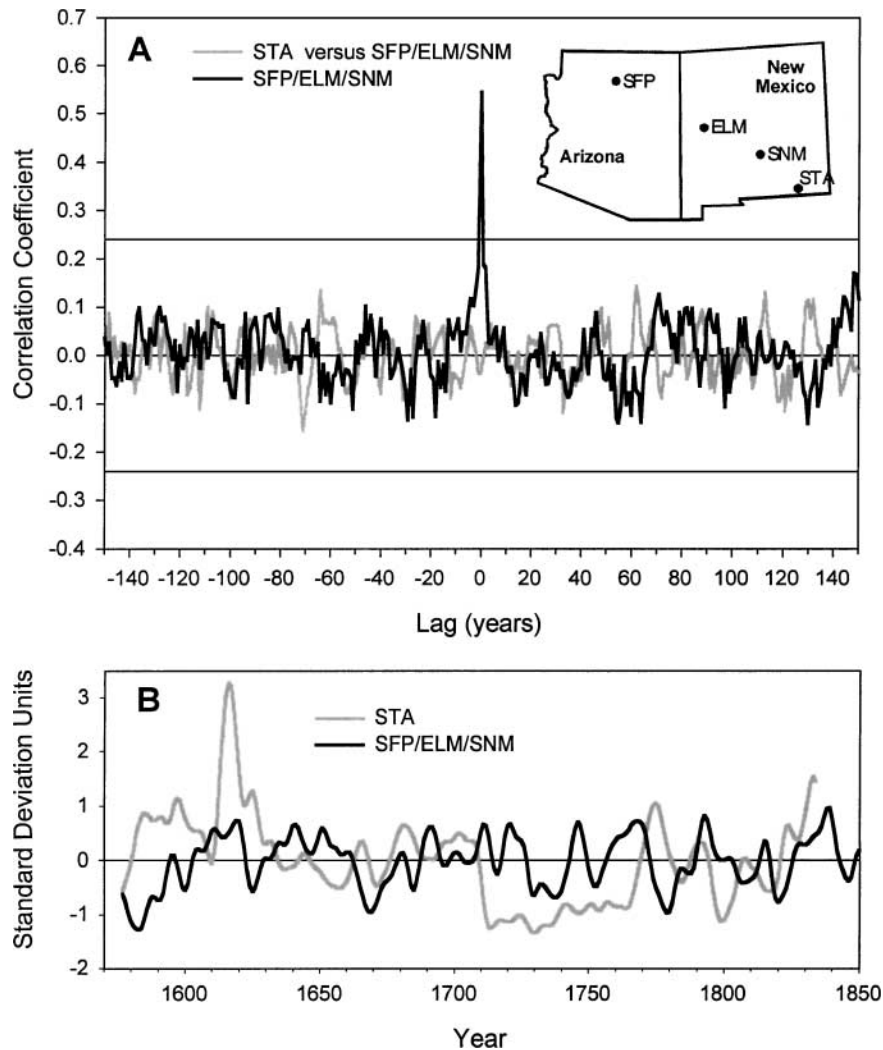 A
STA versus SFP/ELM/SNM
SFP/ELM/SNM
SFP
New
Mexico
ELM
SNM
Arizona
STA
Correlation Coefficient
0.7
0.6
0.5
0.4
0.3
0.2
0.1
0.0
-0.1
-0.2
-0.3
-0.4
-140 -120 -100 -80 -60 -40 -20 0 20 40 60 80 100 120 140
Lag (years)
B
STA
SFP/ELM/SNM
Standard Deviation Units
3
2
1
0
-1
-2
1600 1650 1700 1750 1800 1850
Year